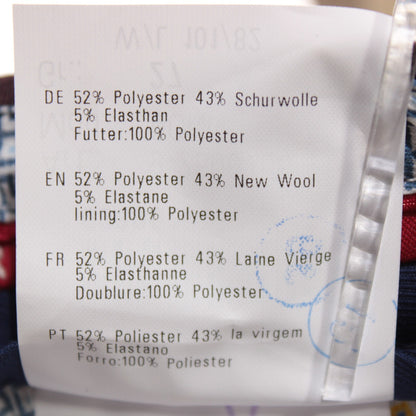 W/L 101/82
DE 52% Polyester 43% Schurwolle
5% Elasthan
Futter:100% Polyester
EN 52% Polyester 43% New Wool
5% Elastane
lining:100% Polyester
FR 52% Polyester 43% Laine Vierge
5% Elasthanne
Doublure:100% Polyester
PT 52% Poliester 43% la virgem
5% Elastano
Forro:100% Poliester